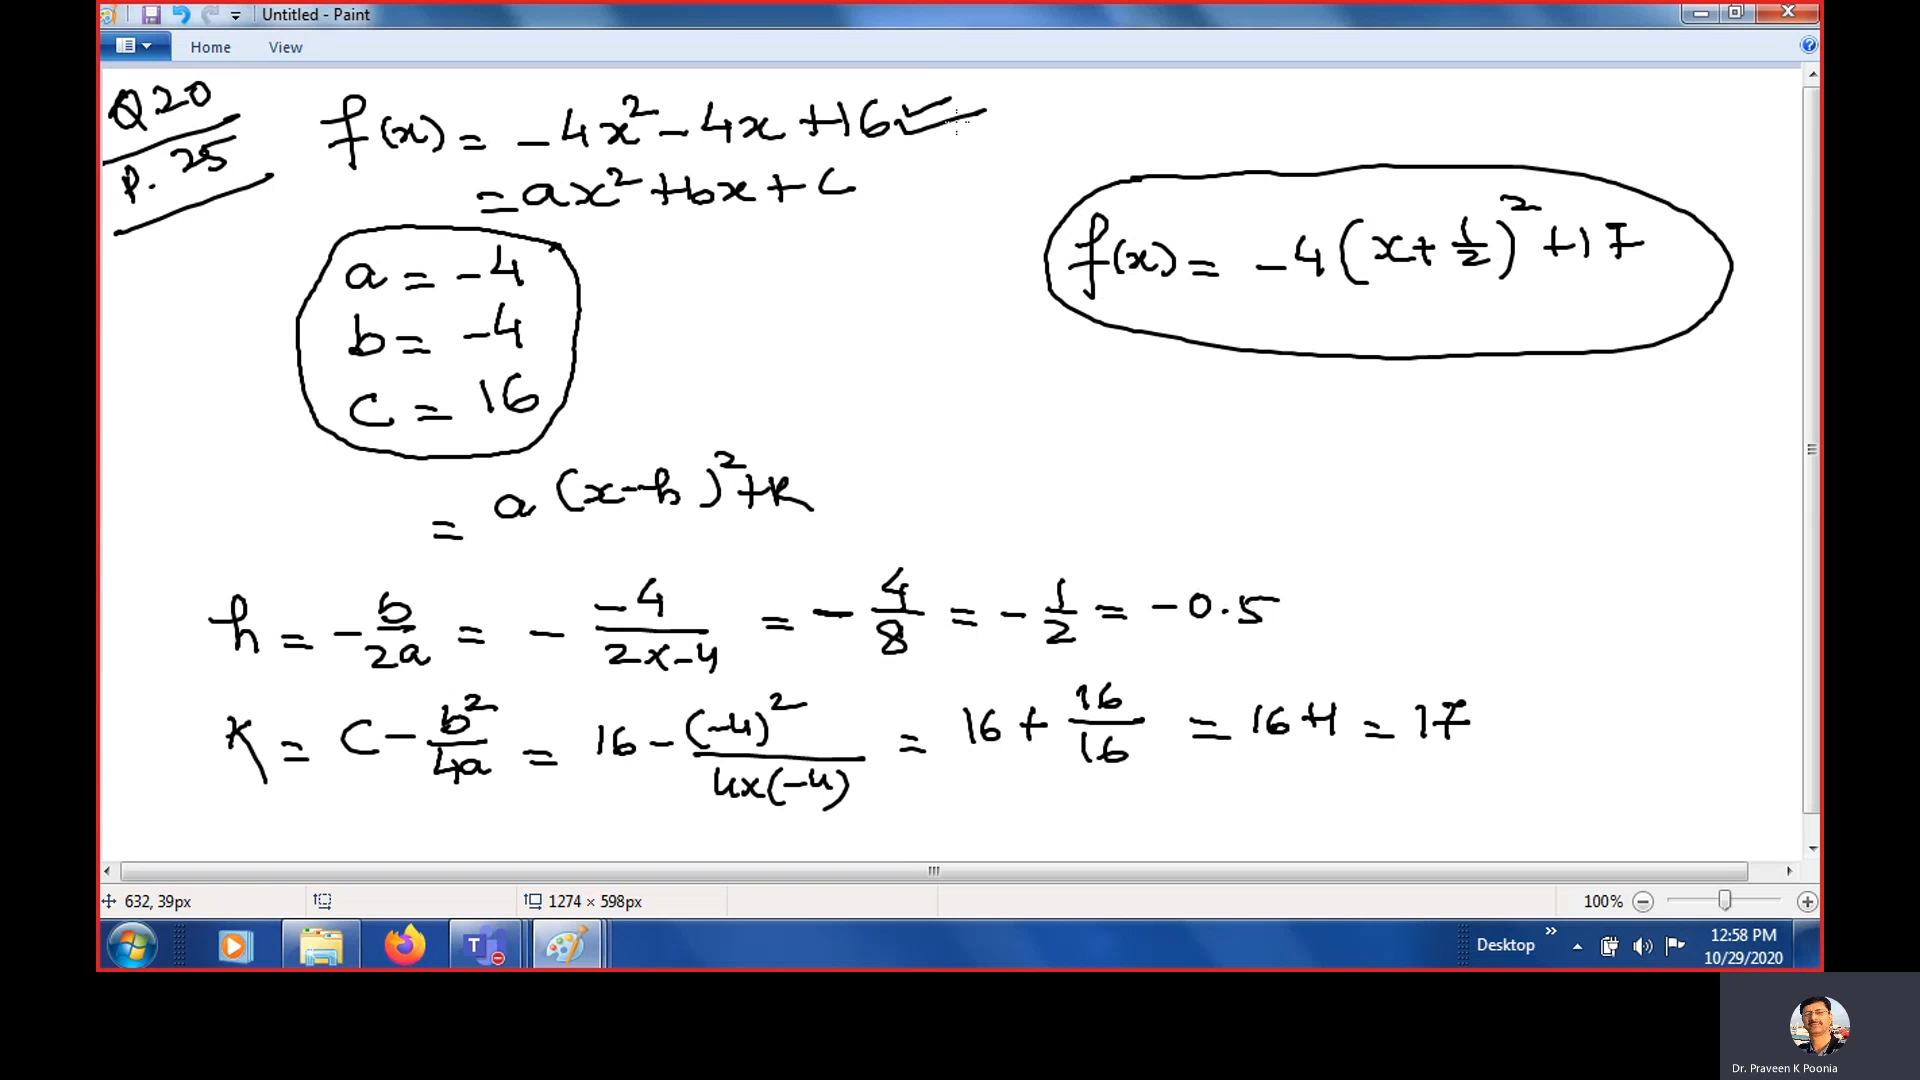 Untitled - Paint
Home View
Q20
P. 25
f(x) = -4x² - 4x + 16
= ax² + bx + c
a = -4
b = -4
c = 16
f(x) = -4(x + 1/2)² + 17
= a(x-h)² + k
h = -b/2a = - -4/2x-4 = - 4/8 = - 1/2 = -0.5
K = C - b²/4a = 16 - (-4)²/4x(-4) = 16 + 16/16 = 16+1 = 17
632, 39px
1274 × 598px
100%
T
Desktop
12:58 PM
10/29/2020
Dr. Praveen K Poonia